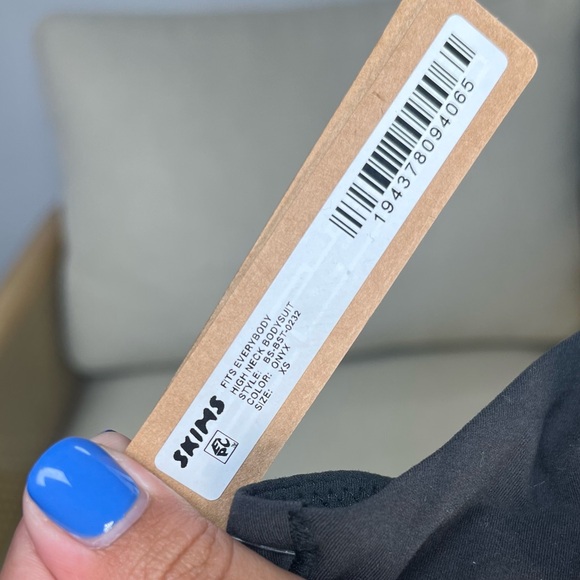 SKIMS
FITS EVERYBODY
HIGH NECK BODYSUIT
STYLE: BS-BST-0232
COLOR: ONYX
SIZE: XS
194378094065